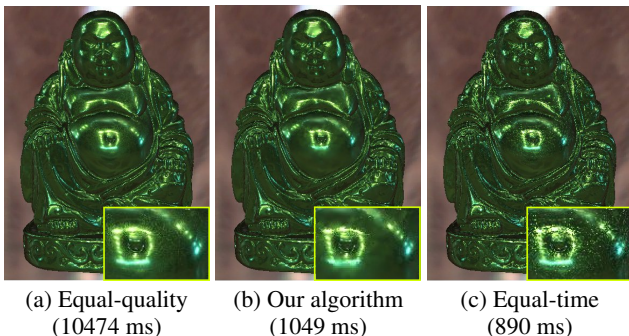 (a) Equal-quality (b) Our algorithm (c) Equal-time
(10474 ms) (1049 ms) (890 ms)